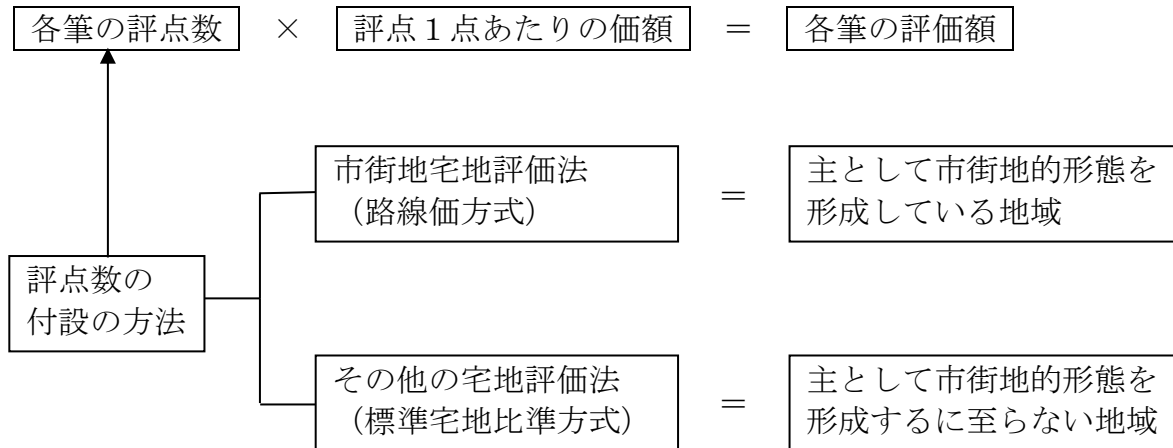 各筆の評点数 × 評点１点あたりの価額 = 各筆の評価額
市街地宅地評価法
（路線価方式）
=
主として市街地的形態を
形成している地域
評点数の
付設の方法
その他の宅地評価法
（標準宅地比準方式）
=
主として市街地的形態を
形成するに至らない地域